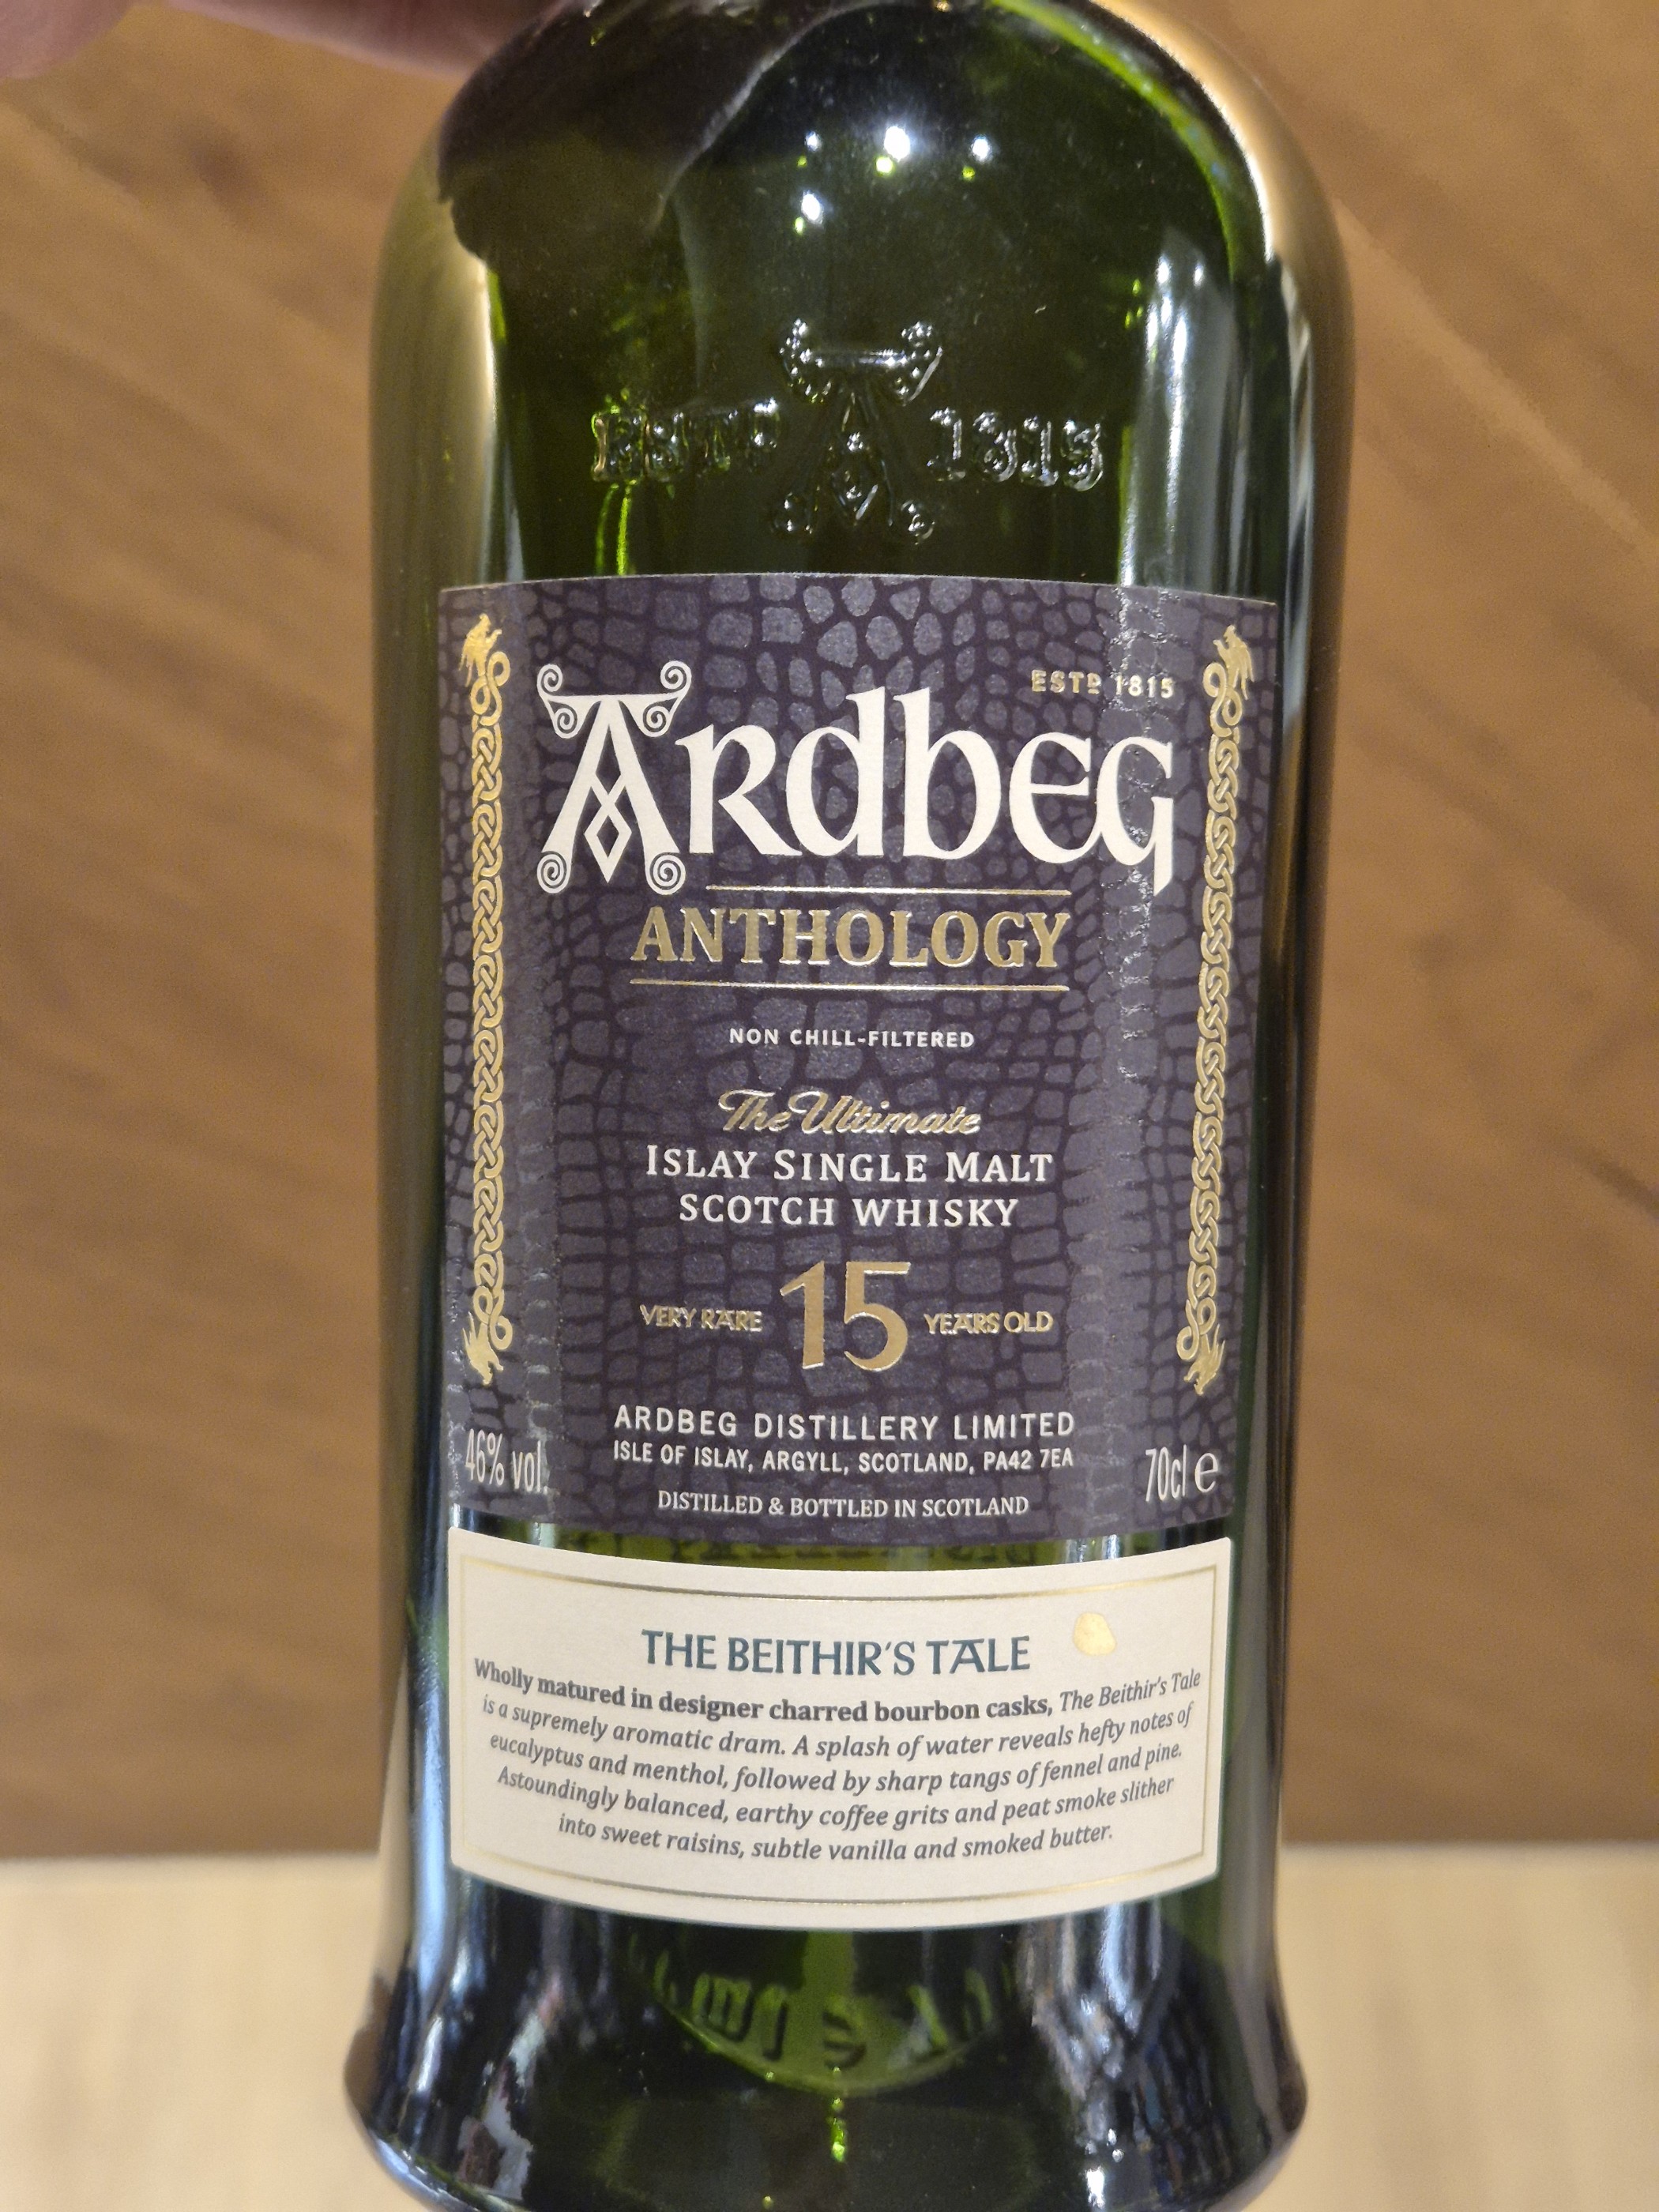 ESTD 1815
ESTD 1815
ARdbEG
ANTHOLOGY
NON CHILL-FILTERED
The Ultimate
ISLAY SINGLE MALT
SCOTCH WHISKY
VERY RARE 15 YEARS OLD
ARDBEG DISTILLERY LIMITED
ISLE OF ISLAY, ARGYLL, SCOTLAND, PA42 7EA
46% vol. 70cl e
DISTILLED & BOTTLED IN SCOTLAND
THE BEITHIR'S TALE
Wholly matured in designer charred bourbon casks, The Beithir's Tale
is a supremely aromatic dram. A splash of water reveals hefty notes of
eucalyptus and menthol, followed by sharp tangs of fennel and pine.
Astoundingly balanced, earthy coffee grits and peat smoke slither
into sweet raisins, subtle vanilla and smoked butter.